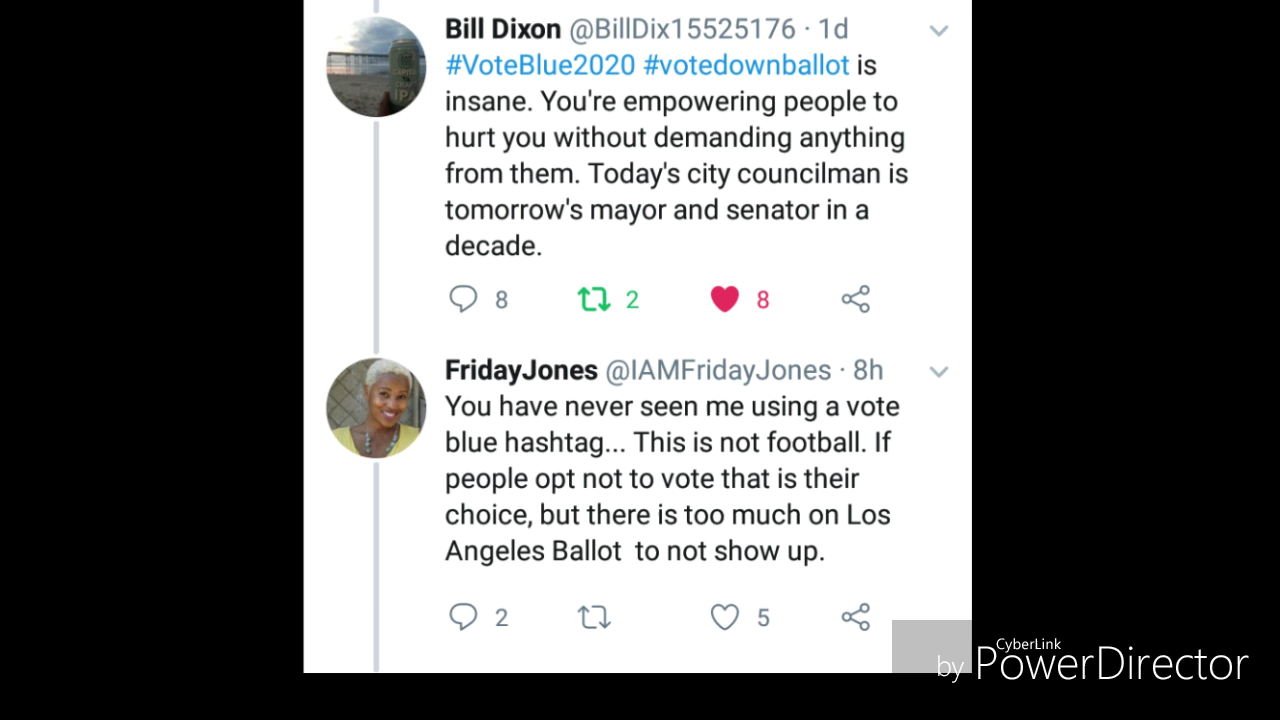 Bill Dixon @BillDix15525176 · 1d
#VoteBlue2020 #votedownballot is
insane. You're empowering people to
hurt you without demanding anything
from them. Today's city councilman is
tomorrow's mayor and senator in a
decade.
8 2 8
FridayJones @IAMFridayJones · 8h
You have never seen me using a vote
blue hashtag... This is not football. If
people opt not to vote that is their
choice, but there is too much on Los
Angeles Ballot  to not show up.
2 5
CyberLink
by PowerDirector
IPA